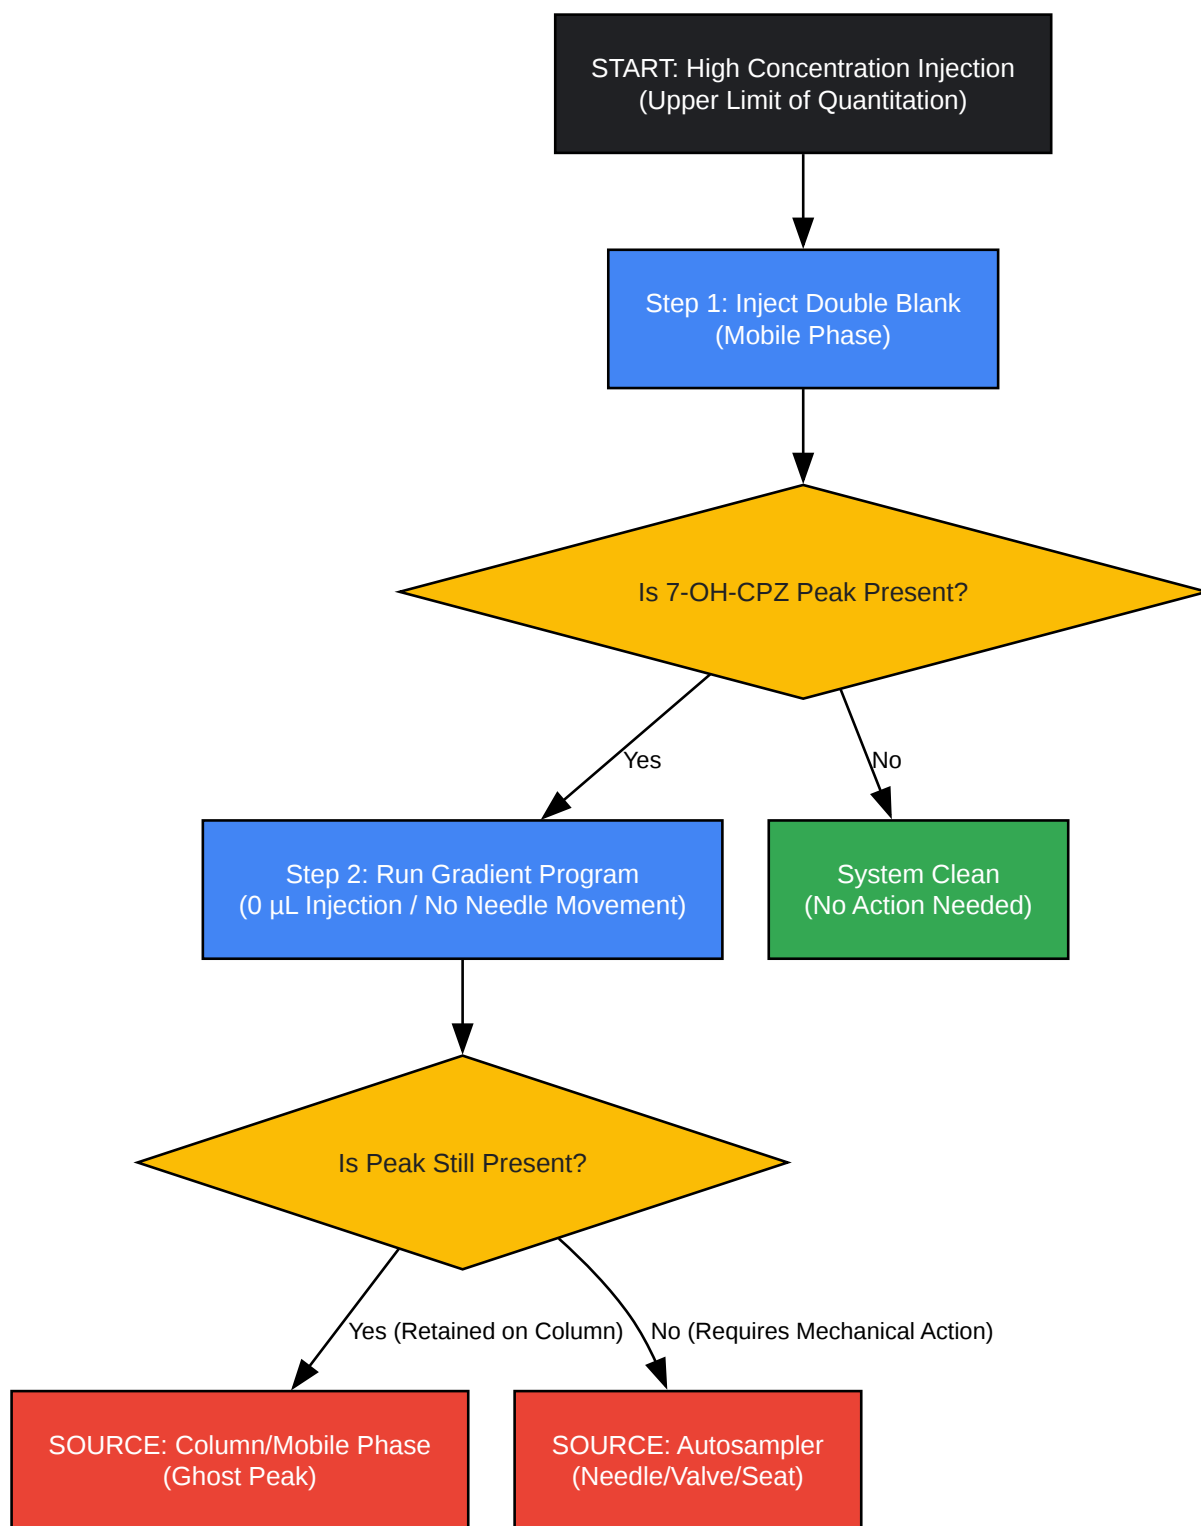 START: High Concentration Injection
(Upper Limit of Quantitation)
Step 1: Inject Double Blank
(Mobile Phase)
Is 7-OH-CPZ Peak Present?
Yes
No
Step 2: Run Gradient Program
(0 µL Injection / No Needle Movement)
System Clean
(No Action Needed)
Is Peak Still Present?
Yes (Retained on Column)
No (Requires Mechanical Action)
SOURCE: Column/Mobile Phase
(Ghost Peak)
SOURCE: Autosampler
(Needle/Valve/Seat)